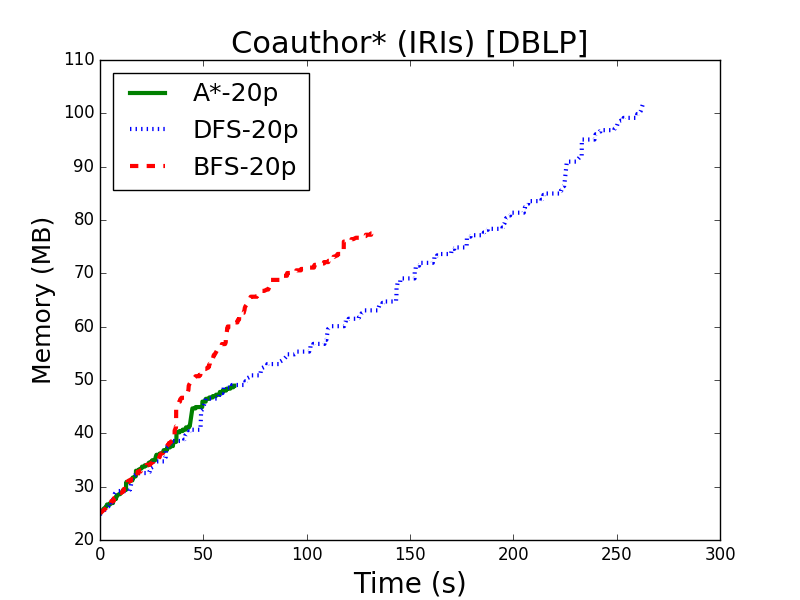 Coauthor* (IRIs) [DBLP]
110
100
90
80
70
60
50
40
30
20
Memory (MB)
A*-20p
DFS-20p
BFS-20p
0 50 100 150 200 250 300
Time (s)